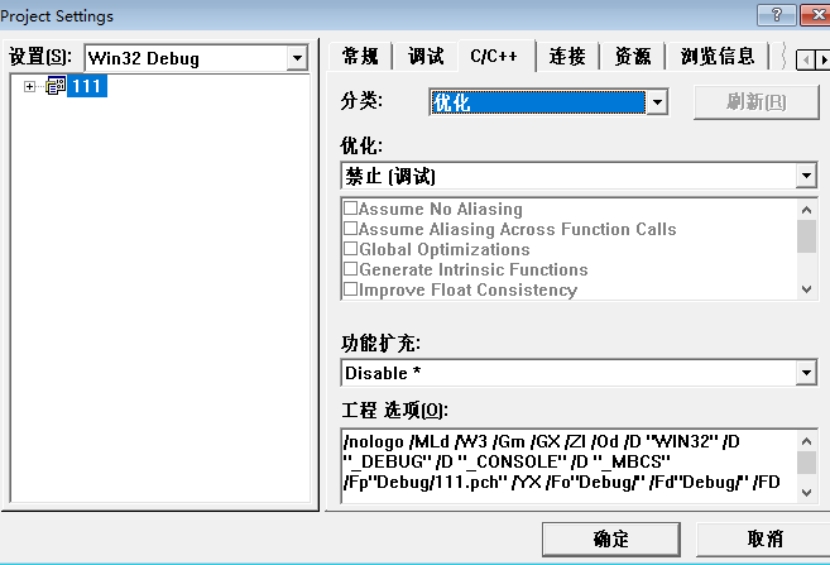 Project Settings
设置[S]: Win32 Debug
111
常规 调试 C/C++ 连接 资源 浏览信息
分类: 优化 刷新[R]
优化:
禁止 (调试)
Assume No Aliasing
Assume Aliasing Across Function Calls
Global Optimizations
Generate Intrinsic Functions
Improve Float Consistency
功能扩充:
Disable *
工程 选项[O]:
/nologo /MLd /W3 /Gm /GX /ZI /Od /D "WIN32" /D
"_DEBUG" /D "_CONSOLE" /D "_MBCS"
/Fp"Debug/111.pch" /YX /Fo"Debug/" /Fd"Debug/" /FD
确定 取消